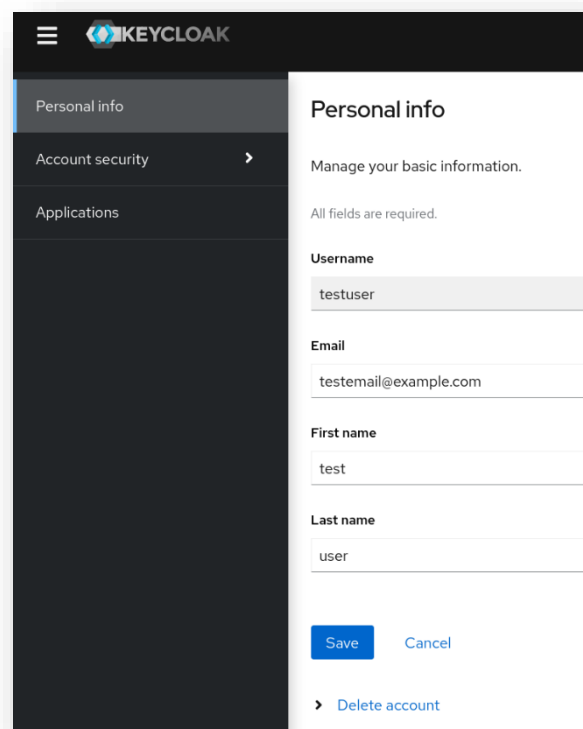 KEYCLOAK
Personal info
Account security
Applications
Personal info
Manage your basic information.
All fields are required.
Username
testuser
Email
testemail@example.com
First name
test
Last name
user
Save Cancel
Delete account